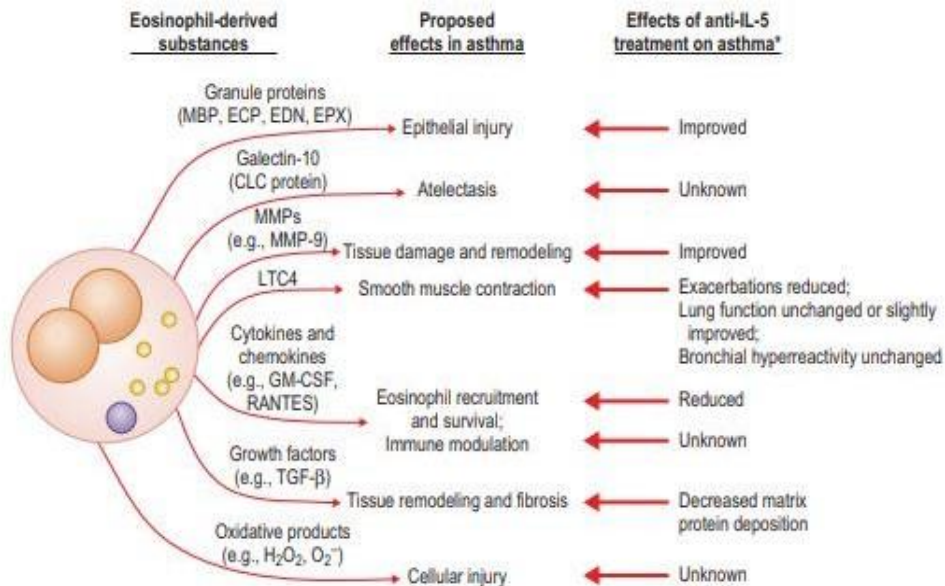 Eosinophil-derived
substances
Proposed
effects in asthma
Effects of anti-IL-5
treatment on asthma*
Granule proteins
(MBP, ECP, EDN, EPX)
Epithelial injury
Improved
Galectin-10
(CLC protein)
Atelectasis
Unknown
MMPs
(e.g., MMP-9)
Tissue damage and remodeling
Improved
LTC4
Smooth muscle contraction
Exacerbations reduced;
Lung function unchanged or slightly
improved;
Bronchial hyperreactivity unchanged
Cytokines and
chemokines
(e.g., GM-CSF,
RANTES)
Eosinophil recruitment
and survival;
Immune modulation
Reduced
Unknown
Growth factors
(e.g., TGF-β)
Tissue remodeling and fibrosis
Decreased matrix
protein deposition
Oxidative products
(e.g., H₂O₂, O₂⁻)
Cellular injury
Unknown